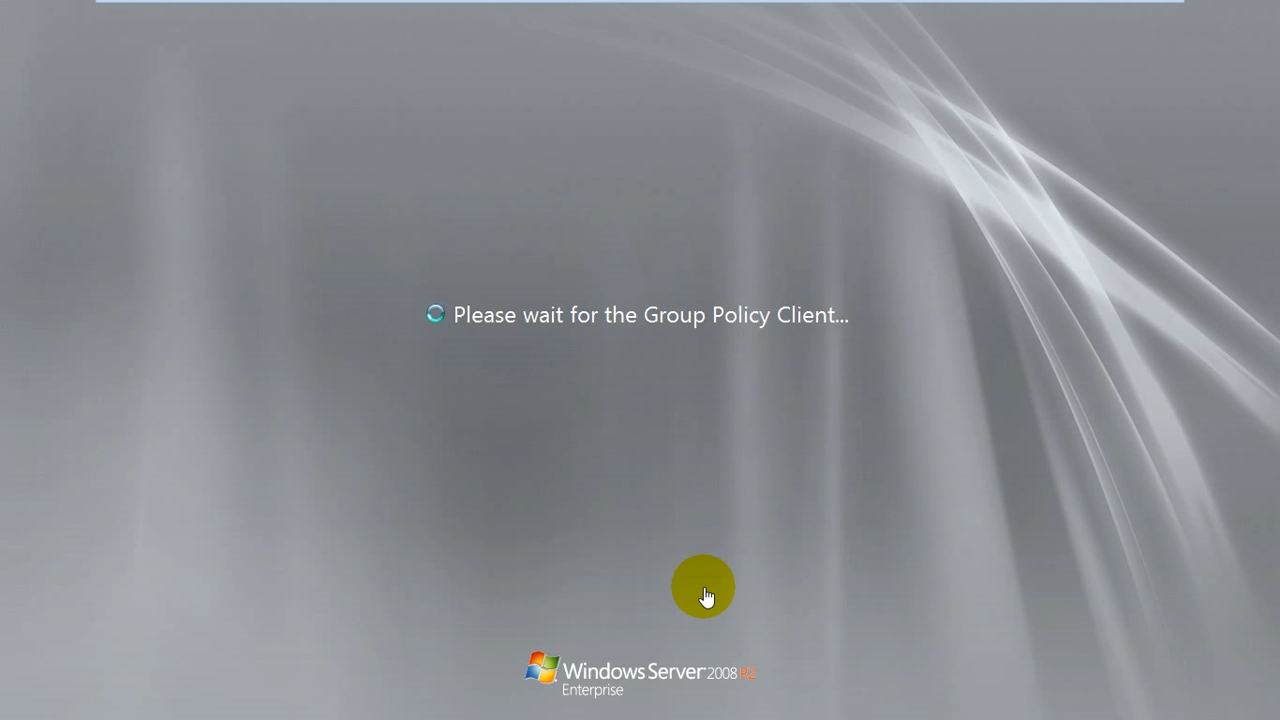 Please wait for the Group Policy Client...
Windows Server 2008 R2
Enterprise